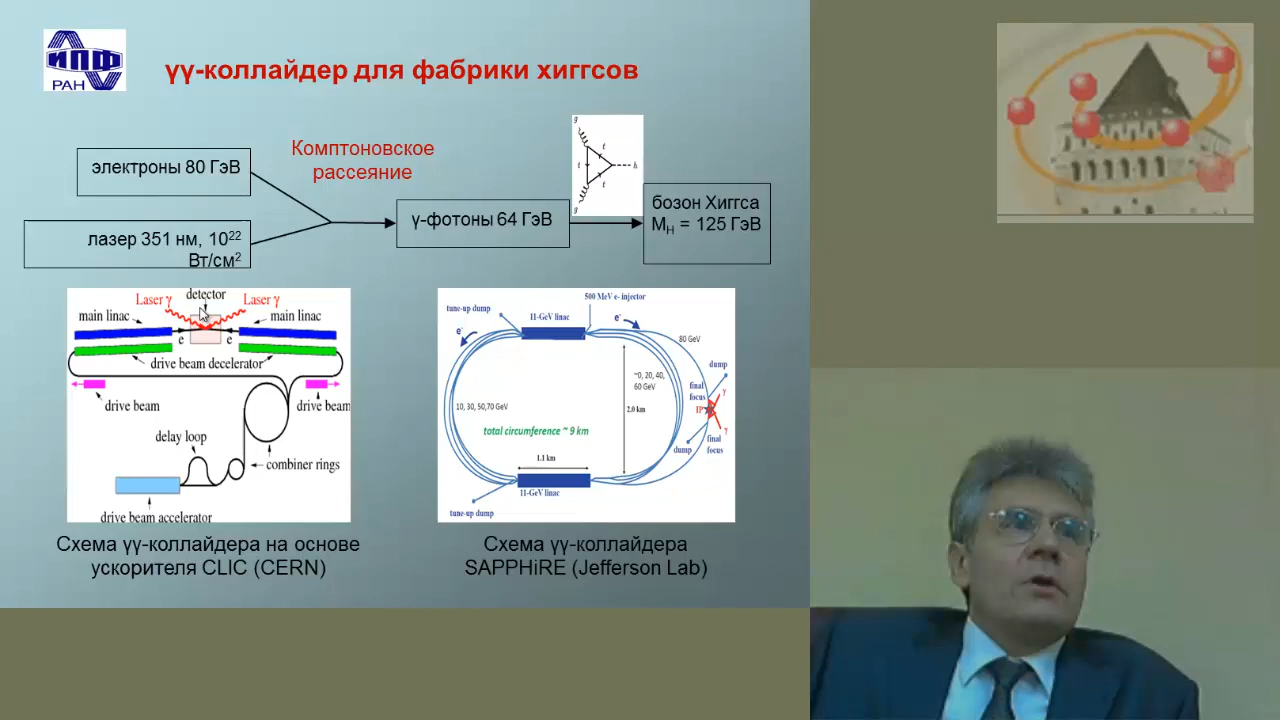 ИПФ
РАН
γγ-коллайдер для фабрики хиггсов
электроны 80 ГэВ
Комптоновское
рассеяние
лазер 351 нм, 10²²
Вт/см²
γ-фотоны 64 ГэВ
g
t
t
h
t
g
бозон Хиггса
Mн = 125 ГэВ
detector
Laser γ
Laser γ
main linac
main linac
e
e
drive beam decelerator
drive beam
drive beam
delay loop
combiner rings
drive beam accelerator
Схема γγ-коллайдера на основе
ускорителя CLIC (CERN)
500 MeV e- injector
tune-up dump
11-GeV linac
e-
e-
80 GeV
dump
~0, 20, 40,
60 GeV
final
focus
γ
IP
10, 30, 50,70 GeV
2.0 km
total circumference ~ 9 km
γ
final
focus
dump
1.1 km
11-GeV linac
tune-up dump
Схема γγ-коллайдера
SAPPHiRE (Jefferson Lab)